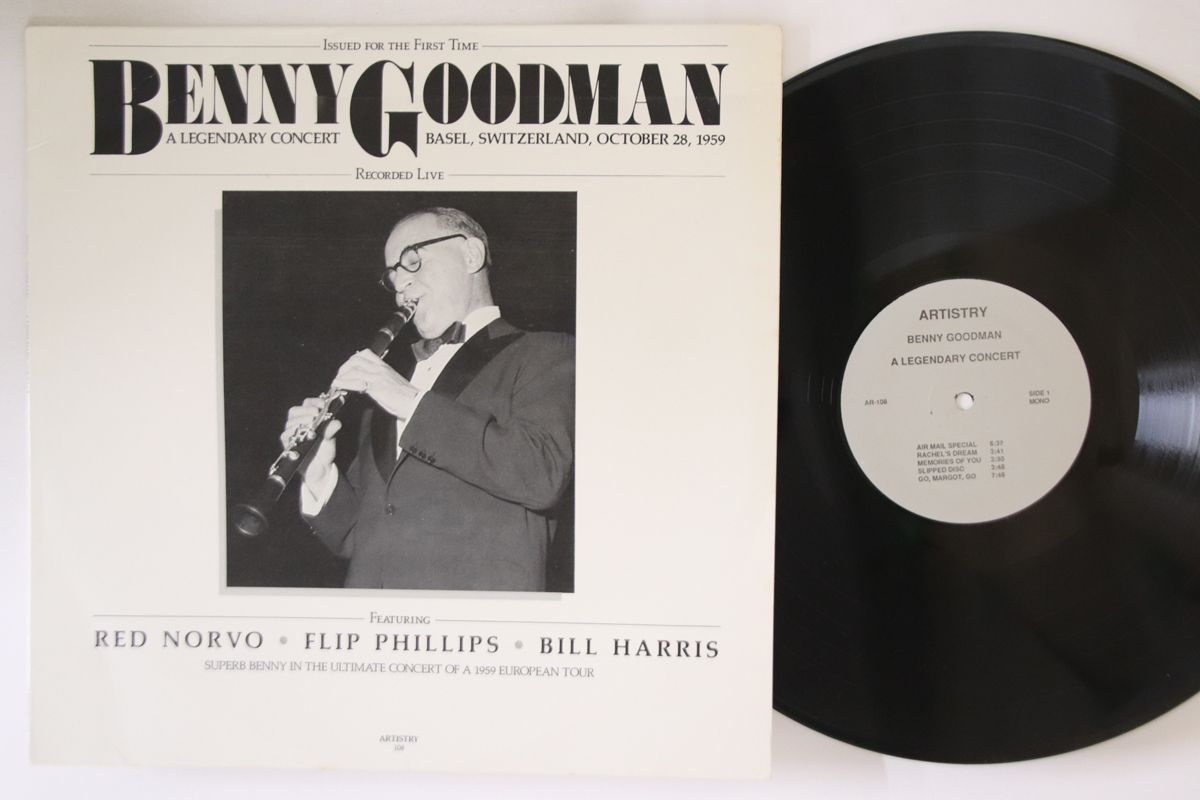 ISSUED FOR THE FIRST TIME
BENNY GOODMAN
A LEGENDARY CONCERT BASEL, SWITZERLAND, OCTOBER 28, 1959
RECORDED LIVE
FEATURING
RED NORVO • FLIP PHILLIPS • BILL HARRIS
SUPERB BENNY IN THE ULTIMATE CONCERT OF A 1959 EUROPEAN TOUR
ARTISTRY
108
ARTISTRY
BENNY GOODMAN
A LEGENDARY CONCERT
AR-108
SIDE 1
MONO
AIR MAIL SPECIAL 6:37
RACHEL'S DREAM 3:41
MEMORIES OF YOU 3:30
SLIPPED DISC 3:48
GO, MARGOT, GO 7:46